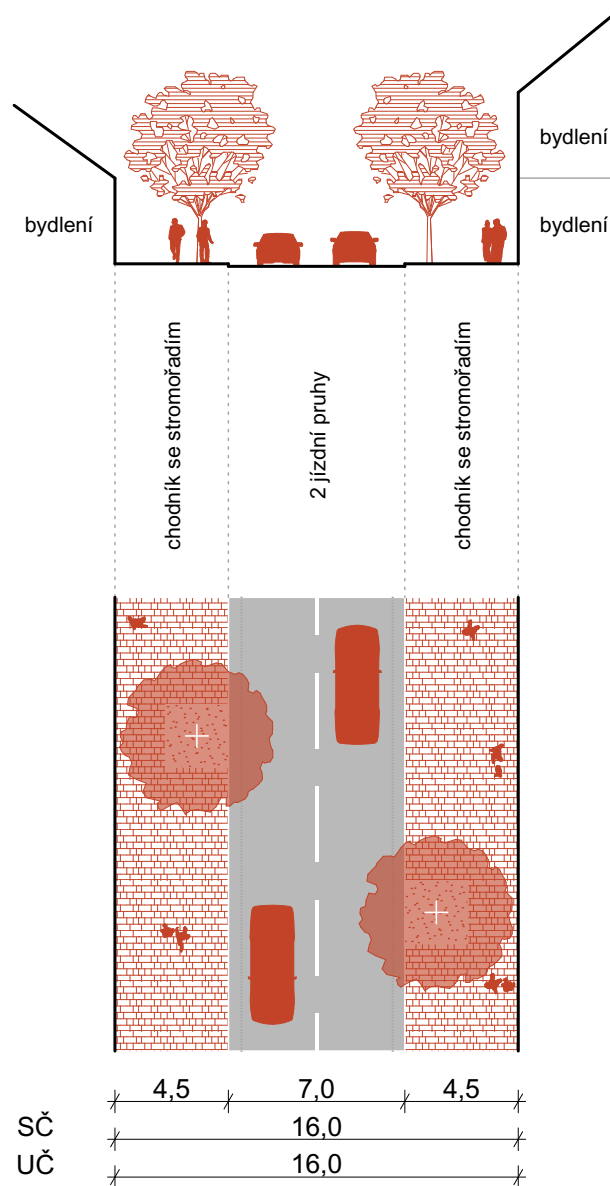 bydlení
bydlení
bydlení
chodník se stromořadím
2 jízdní pruhy
chodník se stromořadím
4,5 7,0 4,5
SČ 16,0
UČ 16,0